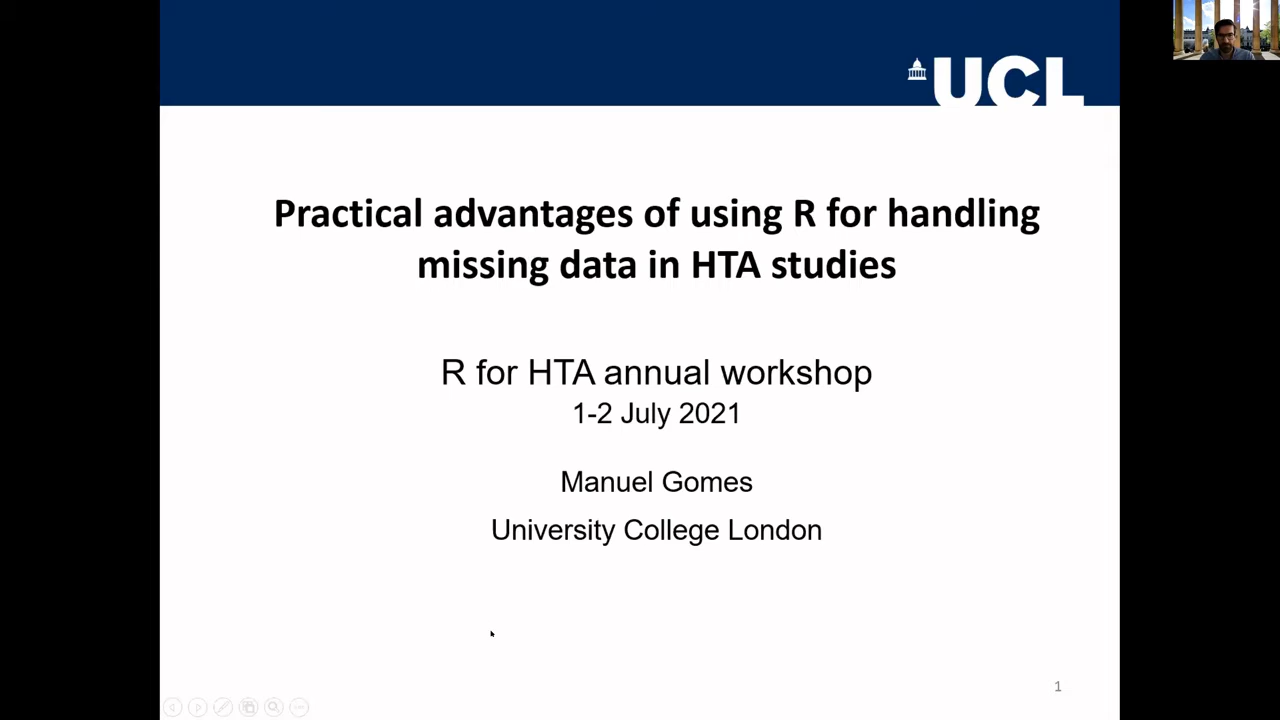 UCL
Practical advantages of using R for handling
missing data in HTA studies
R for HTA annual workshop
1-2 July 2021
Manuel Gomes
University College London
1